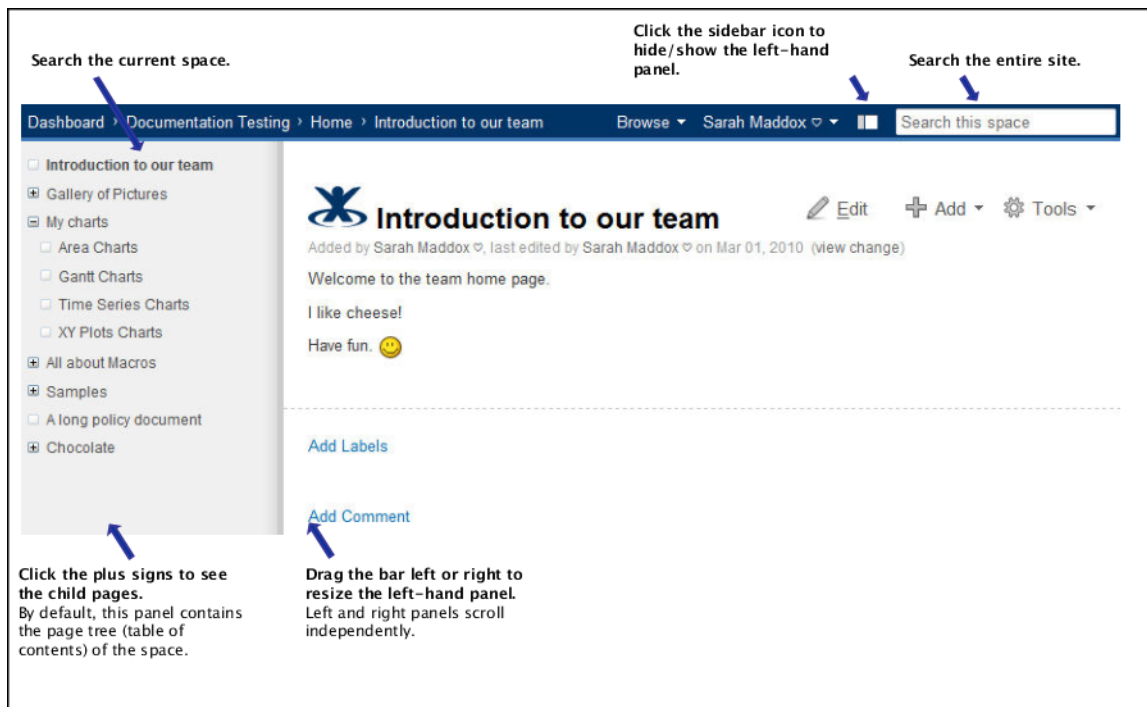 Click the sidebar icon to
hide/show the left-hand
panel.
Search the current space.
Search the entire site.
Dashboard › Documentation Testing › Home › Introduction to our team
Browse
Sarah Maddox
Search this space
Introduction to our team
Gallery of Pictures
My charts
Area Charts
Gantt Charts
Time Series Charts
XY Plots Charts
All about Macros
Samples
A long policy document
Chocolate
Introduction to our team
Edit
Add
Tools
Added by Sarah Maddox, last edited by Sarah Maddox on Mar 01, 2010 (view change)
Welcome to the team home page.
I like cheese!
Have fun.
Add Labels
Add Comment
Click the plus signs to see
the child pages.
By default, this panel contains
the page tree (table of
contents) of the space.
Drag the bar left or right to
resize the left-hand panel.
Left and right panels scroll
independently.